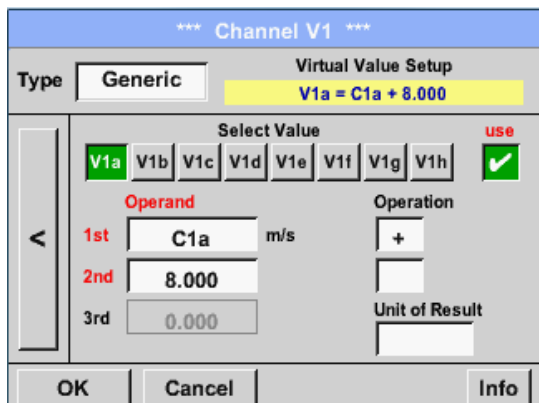 *** Channel V1 ***
Type Generic
Virtual Value Setup
V1a = C1a + 8.000
Select Value use
V1a V1b V1c V1d V1e V1f V1g V1h ✔
Operand Operation
< 1st C1a m/s +
2nd 8.000
3rd 0.000
Unit of Result
OK Cancel Info